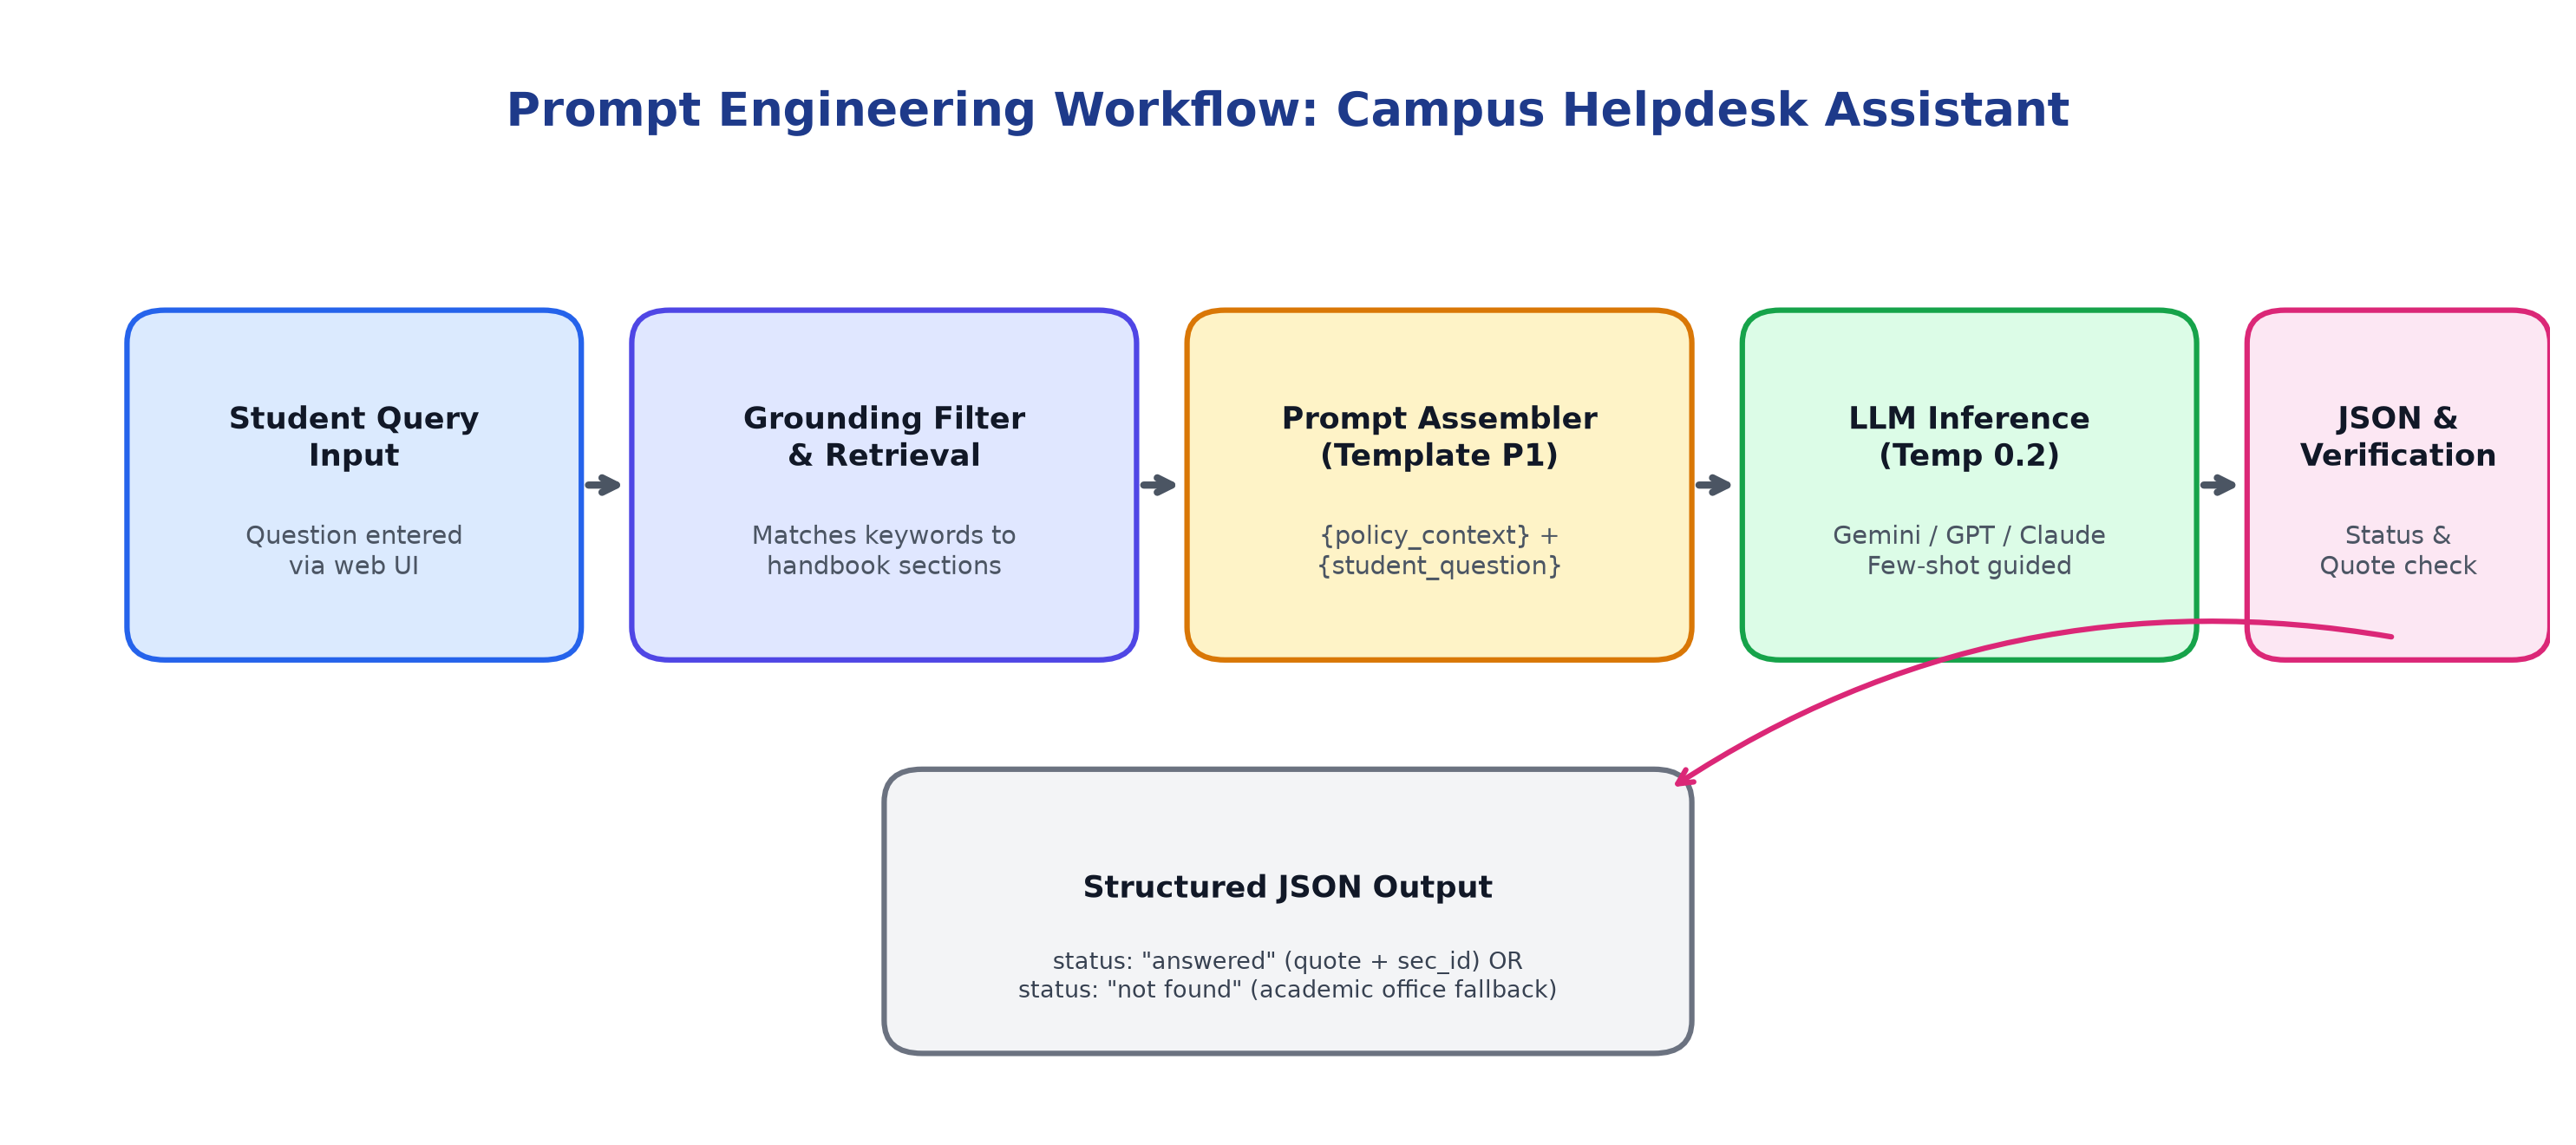 Prompt Engineering Workflow: Campus Helpdesk Assistant
Student Query
Input
Question entered
via web UI
Grounding Filter
& Retrieval
Matches keywords to
handbook sections
Prompt Assembler
(Template P1)
{policy_context} +
{student_question}
LLM Inference
(Temp 0.2)
Gemini / GPT / Claude
Few-shot guided
JSON &
Verification
Status &
Quote check
Structured JSON Output
status: "answered" (quote + sec_id) OR
status: "not found" (academic office fallback)